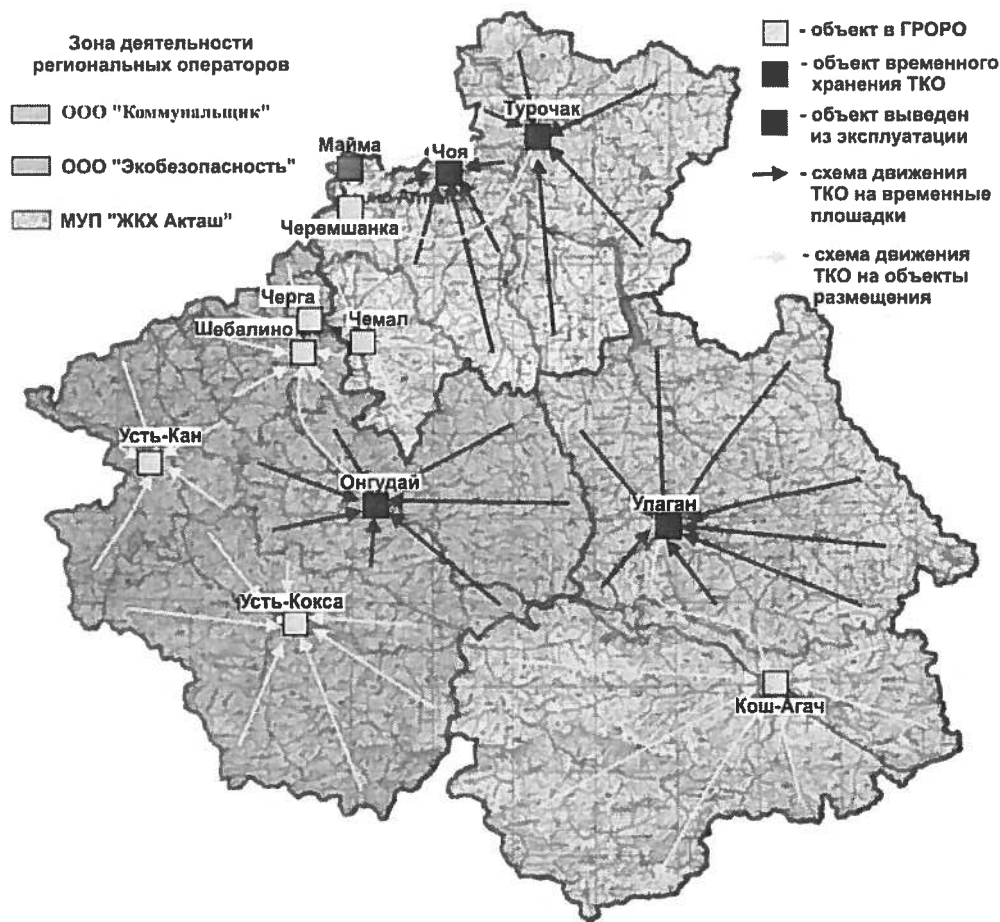 Зона деятельности
региональных операторов
ООО "Коммунальщик"
ООО "Экобезопасность"
МУП "ЖКХ Акташ"
- объект в ГРОРО
- объект временного
хранения ТКО
- объект выведен
из эксплуатации
- схема движения
ТКО на временные
плошадки
- схема движения
ТКО на объекты
размещения
Турочак
Майма
Чоя
Черемшанка
Черга
Чемал
Шебалино
Усть-Кан
Онгудай
Улаган
Усть-Кокса
Кош-Агач